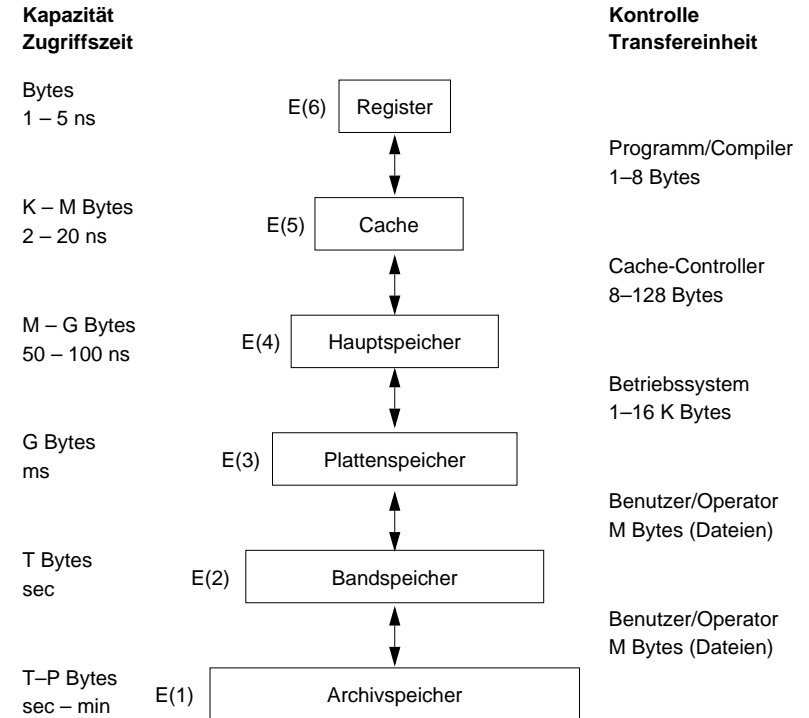 Kapazität
Zugriffszeit
Kontrolle
Transfereinheit
Bytes
1 – 5 ns
E(6)
Register
Programm/Compiler
1–8 Bytes
K – M Bytes
2 – 20 ns
E(5)
Cache
Cache-Controller
8–128 Bytes
M – G Bytes
50 – 100 ns
E(4)
Hauptspeicher
Betriebssystem
1–16 K Bytes
G Bytes
ms
E(3)
Plattenspeicher
Benutzer/Operator
M Bytes (Dateien)
T Bytes
sec
E(2)
Bandspeicher
Benutzer/Operator
M Bytes (Dateien)
T–P Bytes
sec – min
E(1)
Archivspeicher